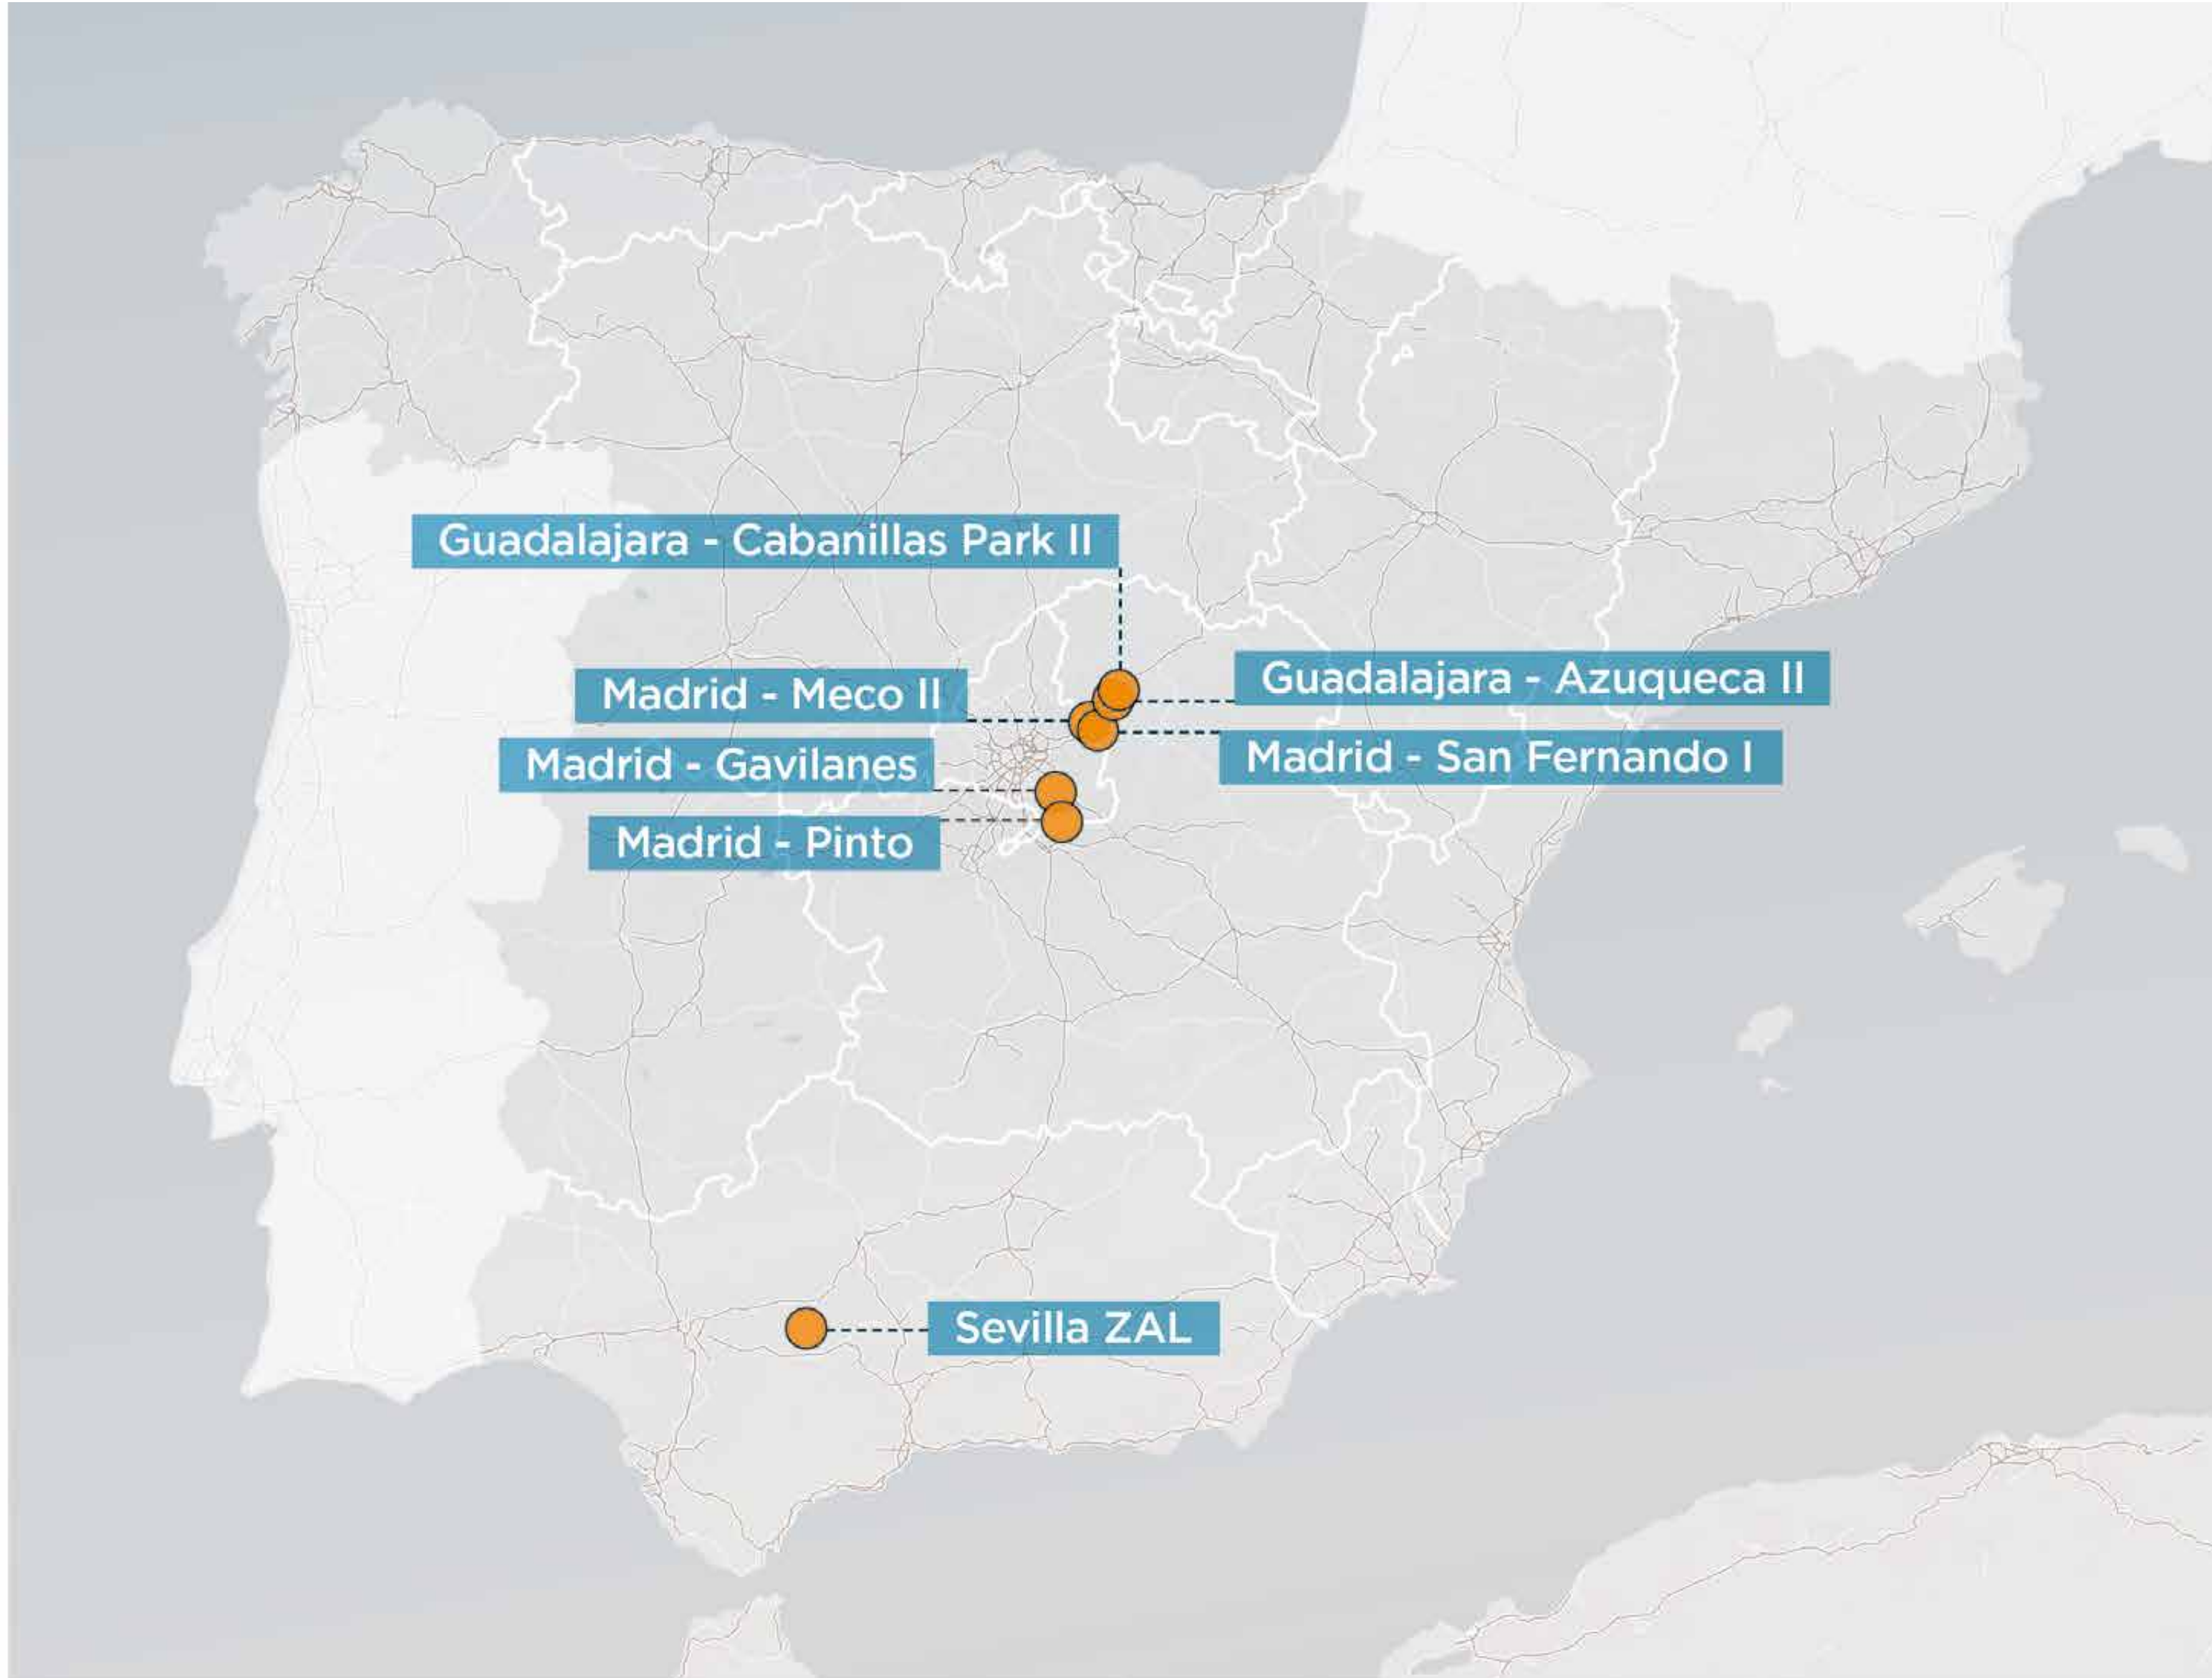 Guadalajara - Cabanillas Park II
Guadalajara - Azuqueca II
Madrid - Meco II
Madrid - San Fernando I
Madrid - Gavilanes
Madrid - Pinto
Sevilla ZAL